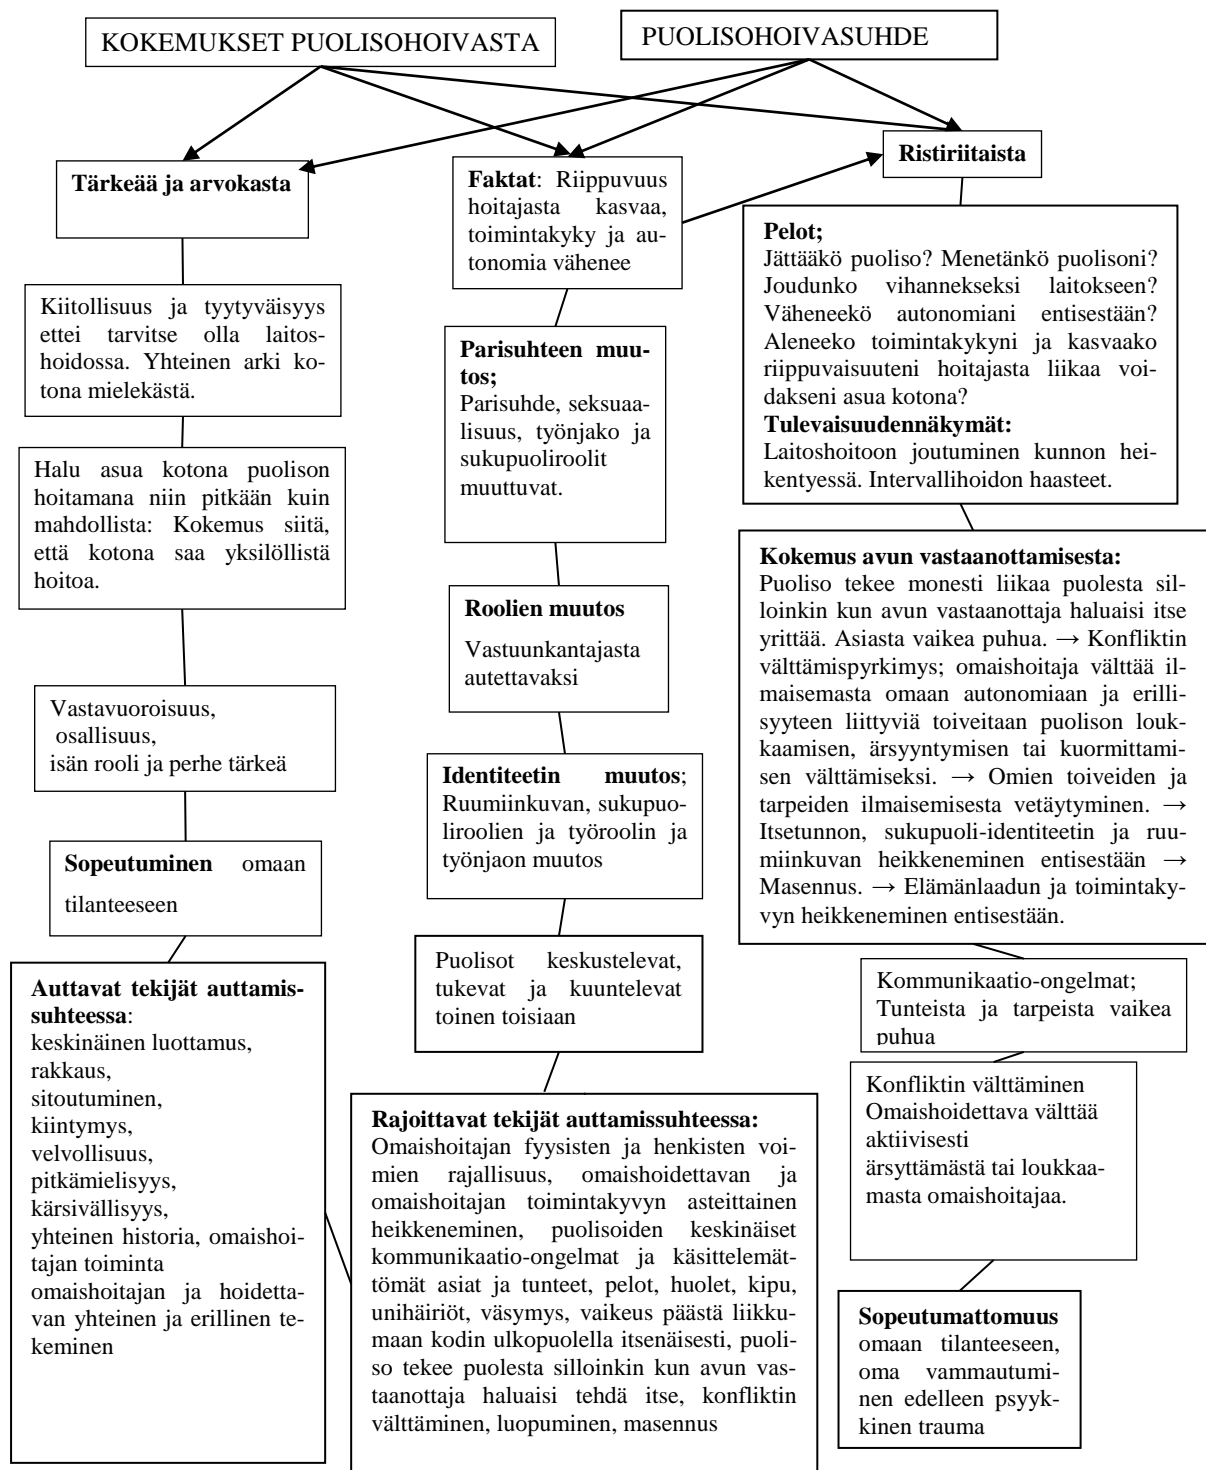 KOKEMUKSET PUOLISOHOIVASTA
PUOLISOHOIVASUHDE
Tärkeää ja arvokasta
Kiitollisuus ja tyytyväisyys
ettei tarvitse olla laitos-
hoidossa. Yhteinen arki ko-
tona mielekästä.
Halu asua kotona puolison
hoitamana niin pitkään kuin
mahdollista: Kokemus siitä,
että kotona saa yksilöllistä
hoitoa.
Vastavuoroisuus,
osallisuus,
isän rooli ja perhe tärkeä
Sopeutuminen omaan
tilanteeseen
Auttavat tekijät auttamis-
suhteessa:
keskinäinen luottamus,
rakkaus,
sitoutuminen,
kiintymys,
velvollisuus,
pitkämielisyys,
kärsivällisyys,
yhteinen historia, omaishoi-
tajan toiminta
omaishoitajan ja hoidetta-
van yhteinen ja erillinen te-
keminen
Faktat: Riippuvuus
hoitajasta kasvaa,
toimintakyky ja au-
tonomia vähenee
Parisuhteen muu-
tos;
Parisuhde, seksuaa-
lisuus, työnjako ja
sukupuoliroolit
muuttuvat.
Roolien muutos
Vastuunkantajasta
autettavaksi
Identiteetin muutos;
Ruumiinkuvan, sukupuo-
liroolien ja työroolin ja
työnjaon muutos
Puolisot keskustelevat,
tukevat ja kuuntelevat
toinen toisiaan
Rajoittavat tekijät auttamissuhteessa:
Omaishoitajan fyysisten ja henkisten voi-
mien rajallisuus, omaishoidettavan ja
omaishoitajan toimintakyvyn asteittainen
heikkeneminen, puolisoiden keskinäiset
kommunikaatio-ongelmat ja käsittelemät-
tömät asiat ja tunteet, pelot, huolet, kipu,
unihäiriöt, väsymys, vaikeus päästä liikku-
maan kodin ulkopuolella itsenäisesti, puoli-
so tekee puolesta silloinkin kun avun vas-
taanottaja haluaisi tehdä itse, konfliktin
välttäminen, luopuminen, masennus
Ristiriitaista
Pelot;
Jättääkö puoliso? Menetänkö puolisoni?
Joudunko vihannekseksi laitokseen?
Väheneekö autonomiani entisestään?
Aleneeko toimintakykyni ja kasvaako
riippuvaisuuteni hoitajasta liikaa voi-
dakseni asua kotona?
Tulevaisuudennäkymät:
Laitoshoitoon joutuminen kunnon hei-
kentyessä. Intervallihoidon haasteet.
Kokemus avun vastaanottamisesta:
Puoliso tekee monesti liikaa puolesta sil-
loinkin kun avun vastaanottaja haluaisi itse
yrittää. Asiasta vaikea puhua. → Konfliktin
välttämispyrkimys; omaishoitaja välttää il-
maisemasta omaan autonomiaan ja erilli-
syyteen liittyviä toiveitaan puolison louk-
kaamisen, ärsyyntymisen tai kuormittami-
sen välttämiseksi. → Omien toiveiden ja
tarpeiden ilmaisemisesta vetäytyminen. →
Itsetunnon, sukupuoli-identiteetin ja ruu-
miinkuvan heikkeneminen entisestään →
Masennus. → Elämänlaadun ja toimintaky-
vyn heikkeneminen entisestään.
Kommunikaatio-ongelmat;
Tunteista ja tarpeista vaikea
puhua
Konfliktin välttäminen
Omaishoidettava välttää
aktiivisesti
ärsyttämästä tai loukkaa-
masta omaishoitajaa.
Sopeutumattomuus
omaan tilanteeseen,
oma vammautumi-
nen edelleen psyyk-
kinen trauma